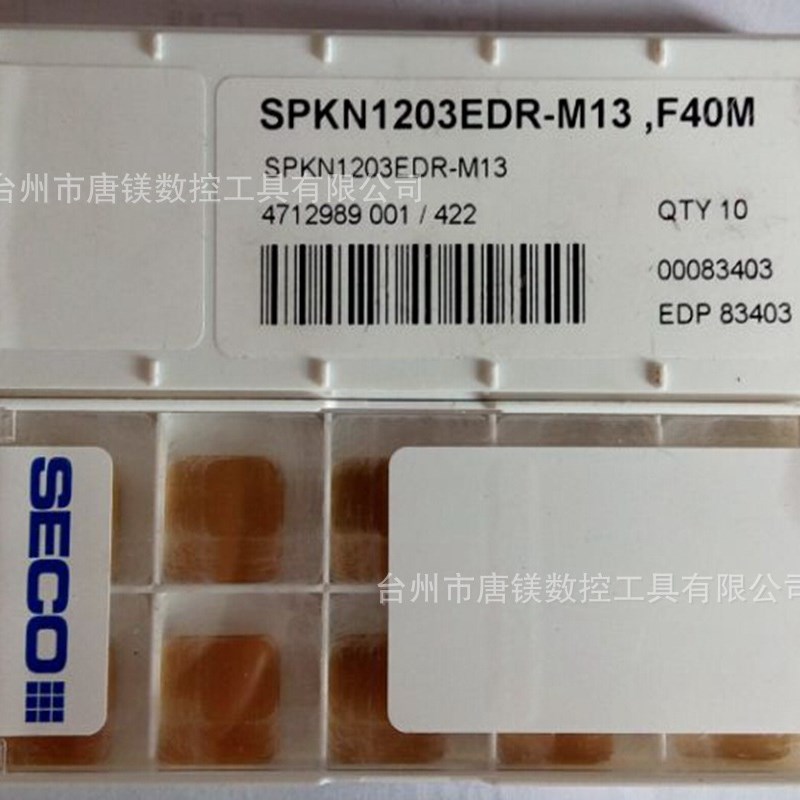 SPKN1203EDR-M13 ,F40M
SPKN1203EDR-M13
台州市唐镁数控工具有限公司
4712989 001 / 422
QTY 10
00083403
EDP 83403
SECO
台州市唐镁数控工具有限公司